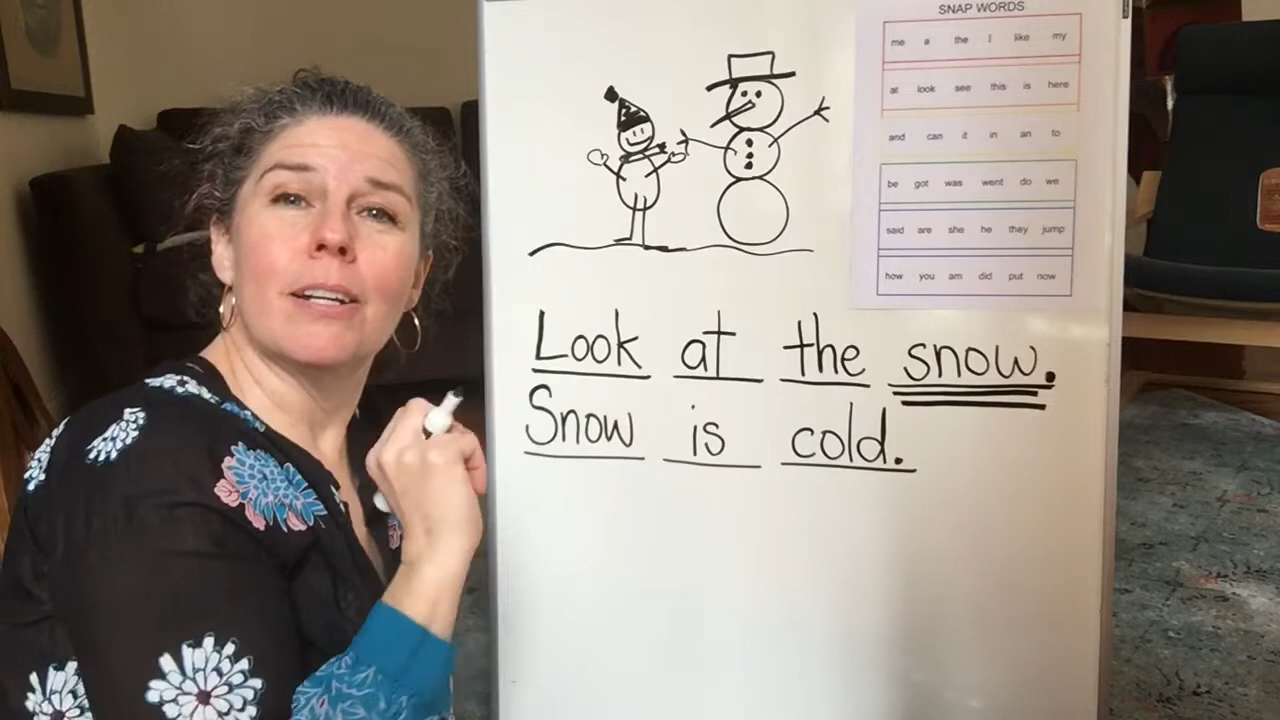 SNAP WORDS
me a the I like my
at look see this is here
and can it in an to
be got was went do we
said are she he they jump
how you am did put now
Look at the snow.
Snow is cold.